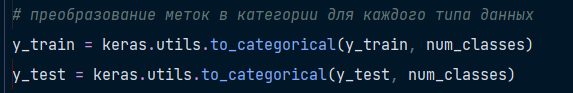 # преобразование меток в категории для каждого типа данных
y_train = keras.utils.to_categorical(y_train, num_classes)
y_test = keras.utils.to_categorical(y_test, num_classes)